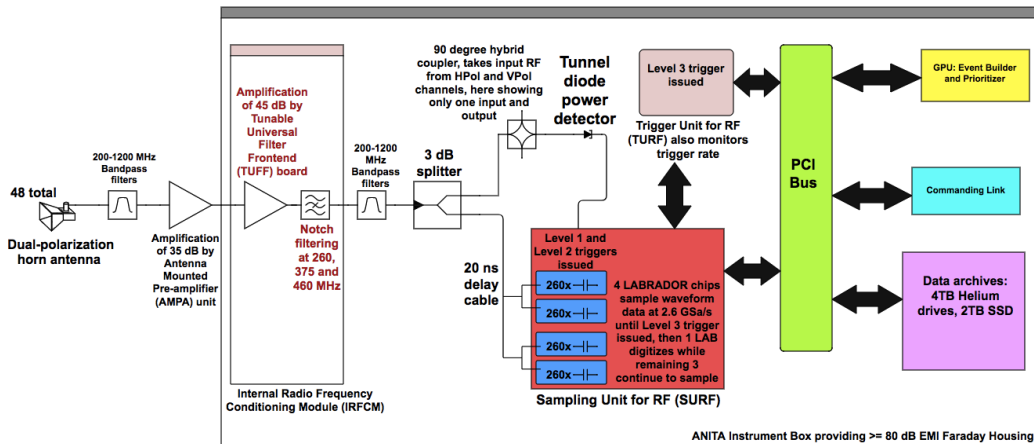 48 total
Dual-polarization
horn antenna
200-1200 MHz
Bandpass
filters
Amplification
of 35 dB by
Antenna
Mounted
Pre-amplifier
(AMPA) unit
Amplification
of 45 dB by
Tunable
Universal
Filter
Frontend
(TUFF) board
Notch
filtering
at 260,
375 and
460 MHz
Internal Radio Frequency
Conditioning Module (IRFCM)
200-1200
MHz
Bandpass
filters
3 dB
splitter
90 degree hybrid
coupler, takes input RF
from HPol and VPol
channels, here showing
only one input and
output
Tunnel
diode
power
detector
20 ns
delay
cable
Level 1 and
Level 2 triggers
issued
260x
260x
260x
260x
4 LABRADOR chips
sample waveform
data at 2.6 GSa/s
until Level 3 trigger
issued, then 1 LAB
digitizes while
remaining 3
continue to sample
Sampling Unit for RF (SURF)
Level 3 trigger
issued
Trigger Unit for RF
(TURF) also monitors
trigger rate
PCI
Bus
GPU: Event Builder
and Prioritizer
Commanding Link
Data archives:
4TB Helium
drives, 2TB SSD
ANITA Instrument Box providing >= 80 dB EMI Faraday Housing